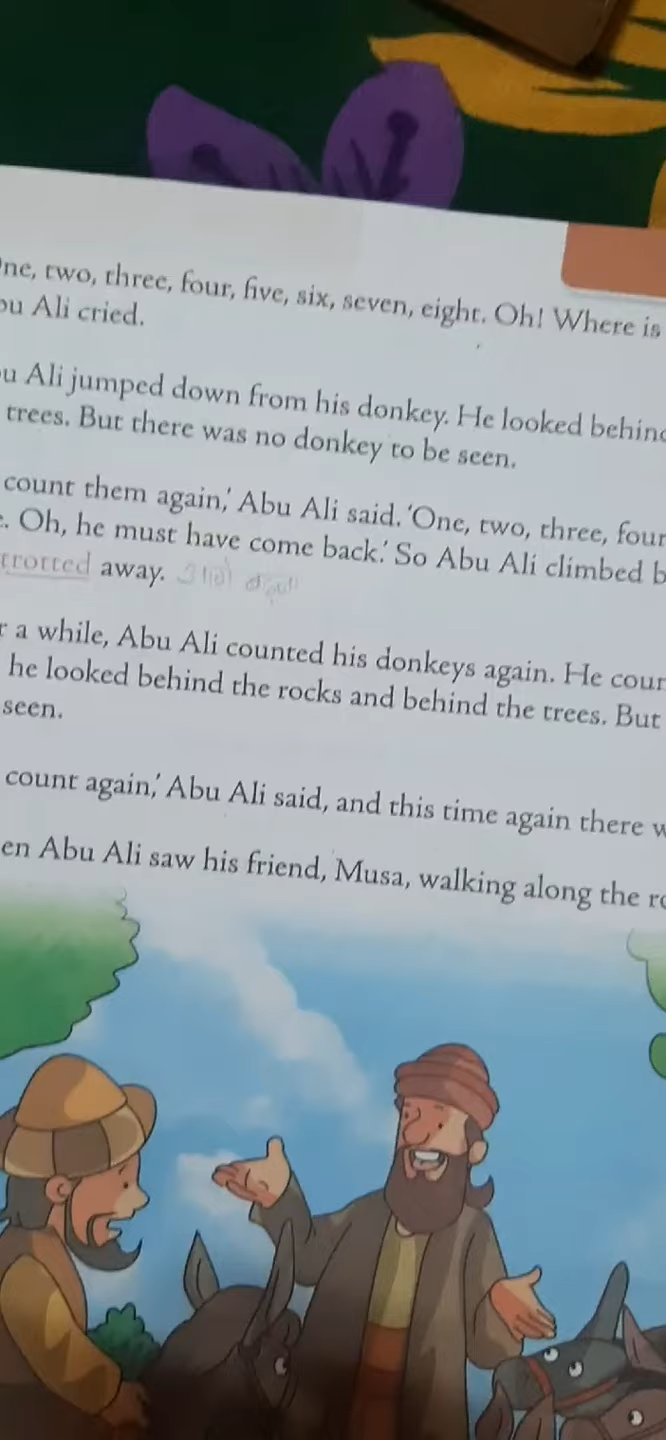 ne, two, three, four, five, six, seven, eight. Oh! Where is
bu Ali cried.
u Ali jumped down from his donkey. He looked behind
trees. But there was no donkey to be seen.
count them again,' Abu Ali said. 'One, two, three, four
. Oh, he must have come back.' So Abu Ali climbed b
trotted away.
r a while, Abu Ali counted his donkeys again. He cour
he looked behind the rocks and behind the trees. But
seen.
count again,' Abu Ali said, and this time again there w
en Abu Ali saw his friend, Musa, walking along the ro